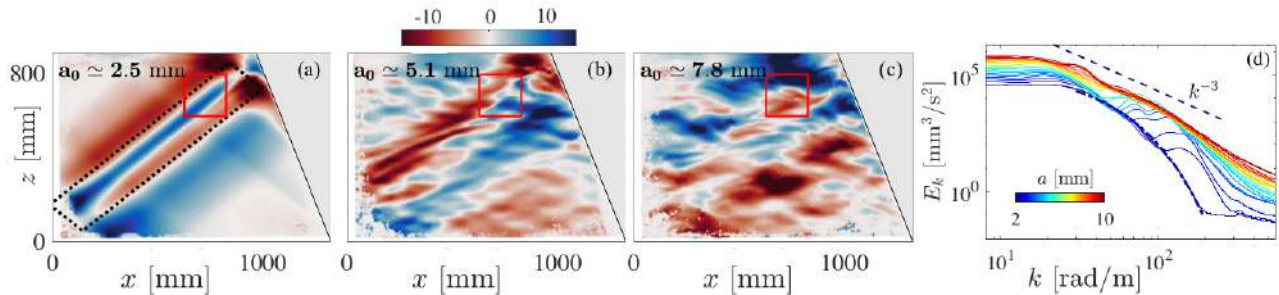 -10 0 10
a₀ ≃ 2.5 mm (a)
a₀ ≃ 5.1 mm (b)
a₀ ≃ 7.8 mm (c)
800
0
z [mm]
0 1000
x [mm]
0 1000
x [mm]
0 1000
x [mm]
(d)
k⁻³
10⁵
10⁰
E_k [mm³/s²]
a [mm]
2 10
10¹ 10²
k [rad/m]